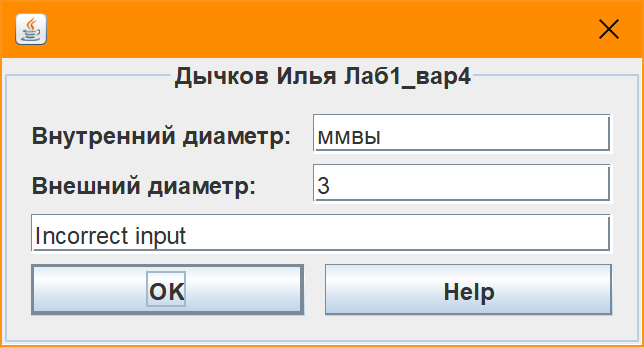 Дычков Илья Лаб1_вар4
Внутренний диаметр: ммвы
Внешний диаметр: 3
Incorrect input
OK Help